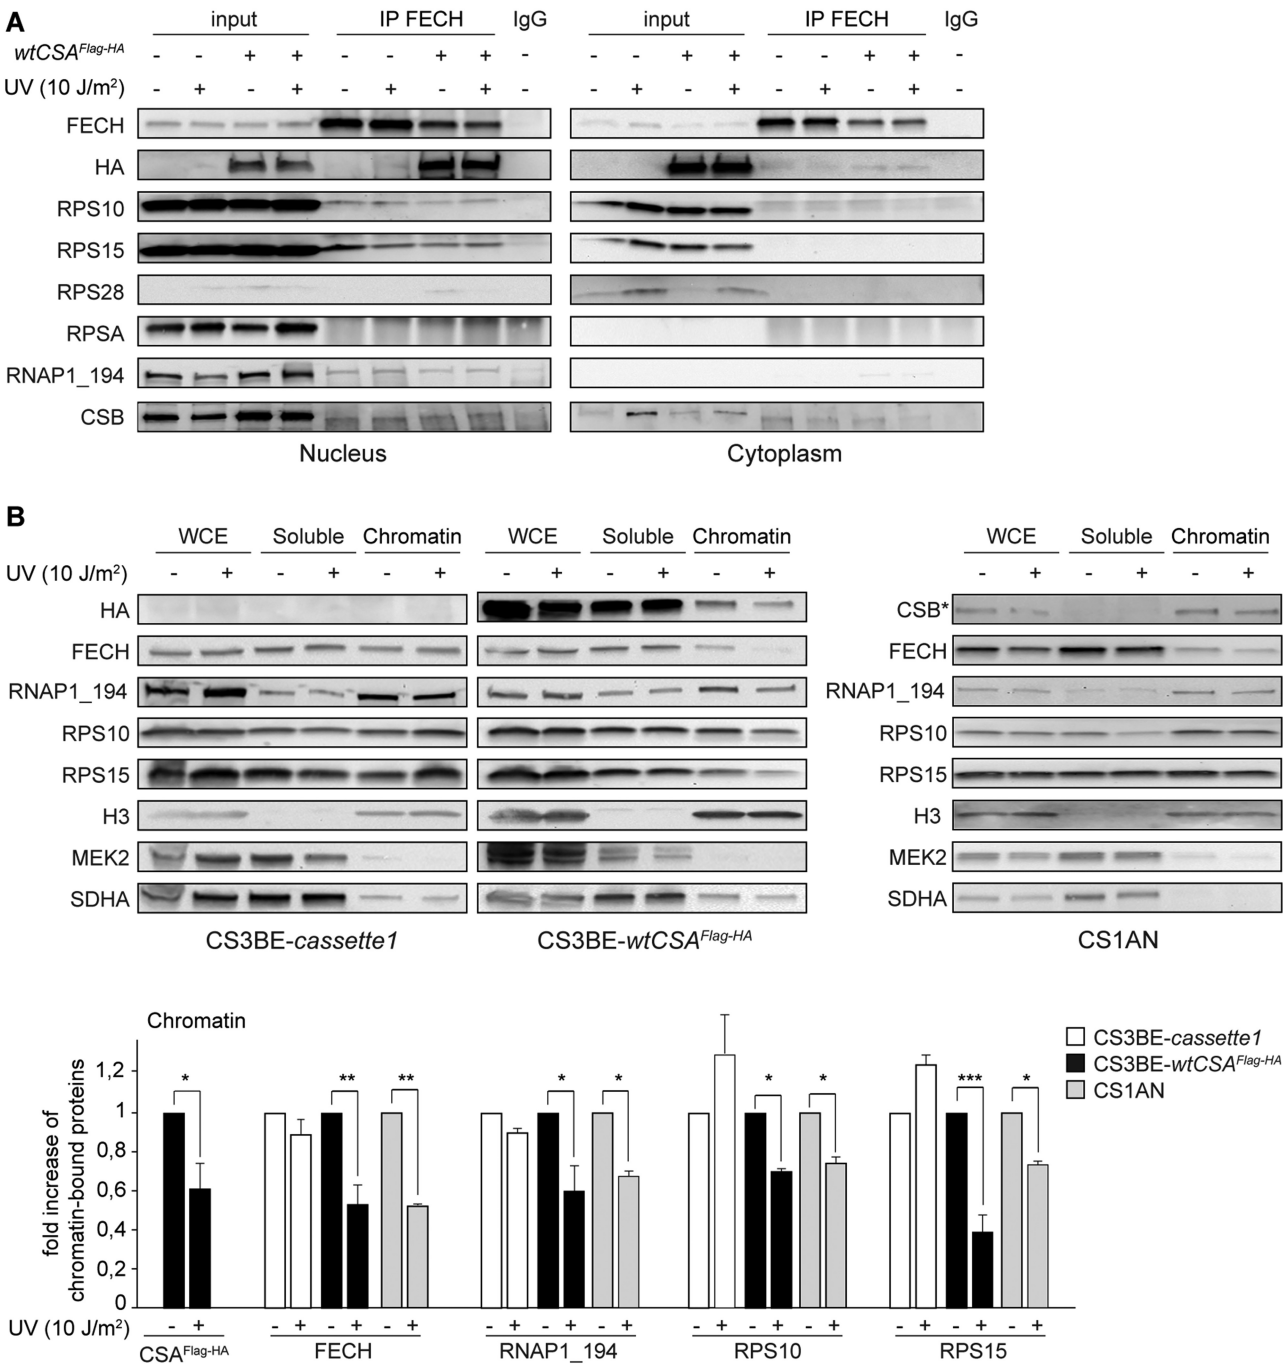 A
input IP FECH IgG input IP FECH IgG
wtCSAFlag-HA - - + + - - + + - - - + + - - + + -
UV (10 J/m2) - + - + - + - + - - + - + - + - + -
FECH
HA
RPS10
RPS15
RPS28
RPSA
RNAP1_194
CSB
Nucleus Cytoplasm
B
WCE Soluble Chromatin WCE Soluble Chromatin WCE Soluble Chromatin
UV (10 J/m2) - + - + - + - + - + - + - + - + - +
HA CSB*
FECH FECH
RNAP1_194 RNAP1_194
RPS10 RPS10
RPS15 RPS15
H3 H3
MEK2 MEK2
SDHA SDHA
CS3BE-cassette1 CS3BE-wtCSAFlag-HA CS1AN
Chromatin
CS3BE-cassette1
CS3BE-wtCSAFlag-HA
CS1AN
fold increase of
chromatin-bound proteins
1,2
1
0,8
0,6
0,4
0,2
0
* ** ** * * * * *** *
UV (10 J/m2) - + - + - + - + - + - + - + - + - + - + - + - + - +
CSAFlag-HA FECH RNAP1_194 RPS10 RPS15